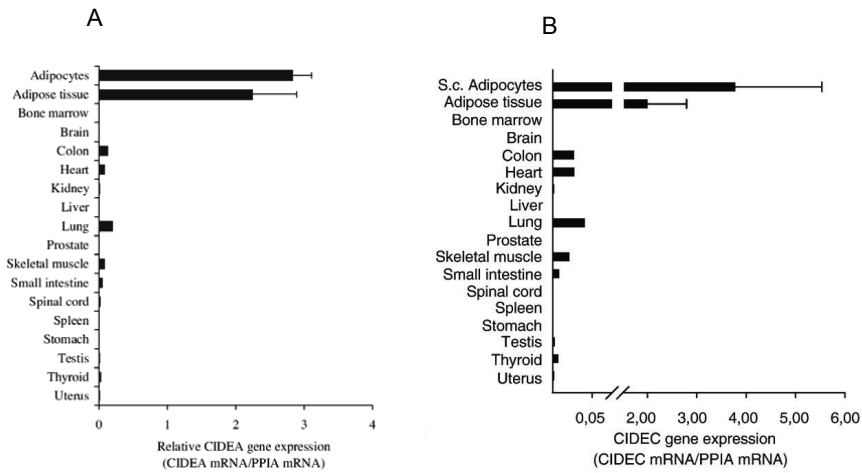 A
Adipocytes
Adipose tissue
Bone marrow
Brain
Colon
Heart
Kidney
Liver
Lung
Prostate
Skeletal muscle
Small intestine
Spinal cord
Spleen
Stomach
Testis
Thyroid
Uterus
0 1 2 3 4
Relative CIDEA gene expression
(CIDEA mRNA/PPIA mRNA)
B
S.c. Adipocytes
Adipose tissue
Bone marrow
Brain
Colon
Heart
Kidney
Liver
Lung
Prostate
Skeletal muscle
Small intestine
Spinal cord
Spleen
Stomach
Testis
Thyroid
Uterus
0,05 2,00 3,00 4,00 5,00 6,00
CIDEC gene expression
(CIDEC mRNA/PPIA mRNA)